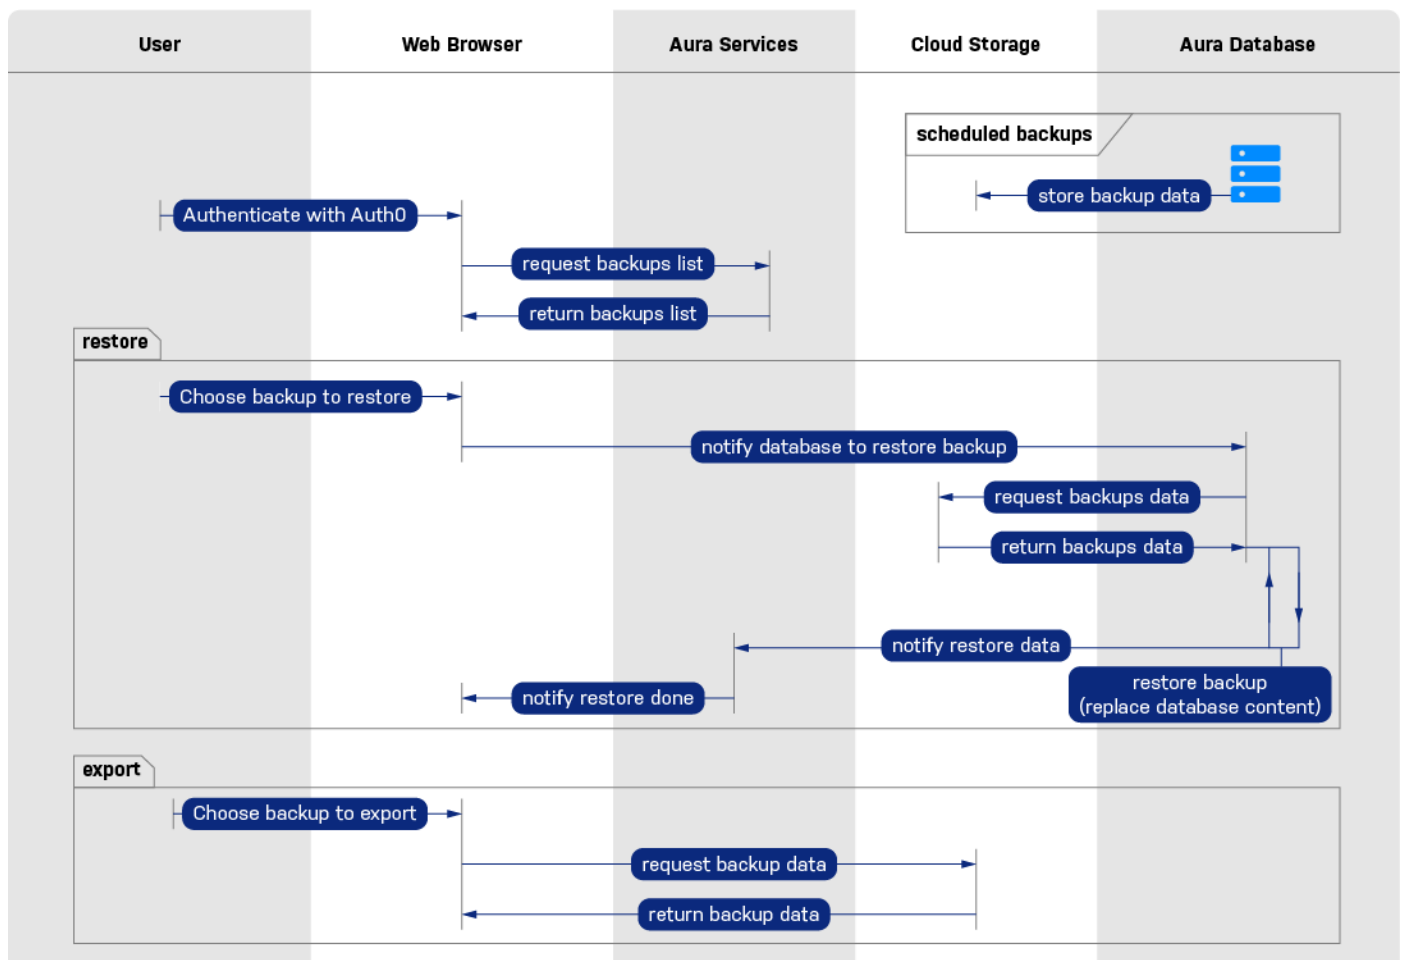 User
Web Browser
Aura Services
Cloud Storage
Aura Database
scheduled backups
store backup data
Authenticate with Auth0
request backups list
return backups list
restore
Choose backup to restore
notify database to restore backup
request backups data
return backups data
notify restore data
restore backup
(replace database content)
notify restore done
export
Choose backup to export
request backup data
return backup data